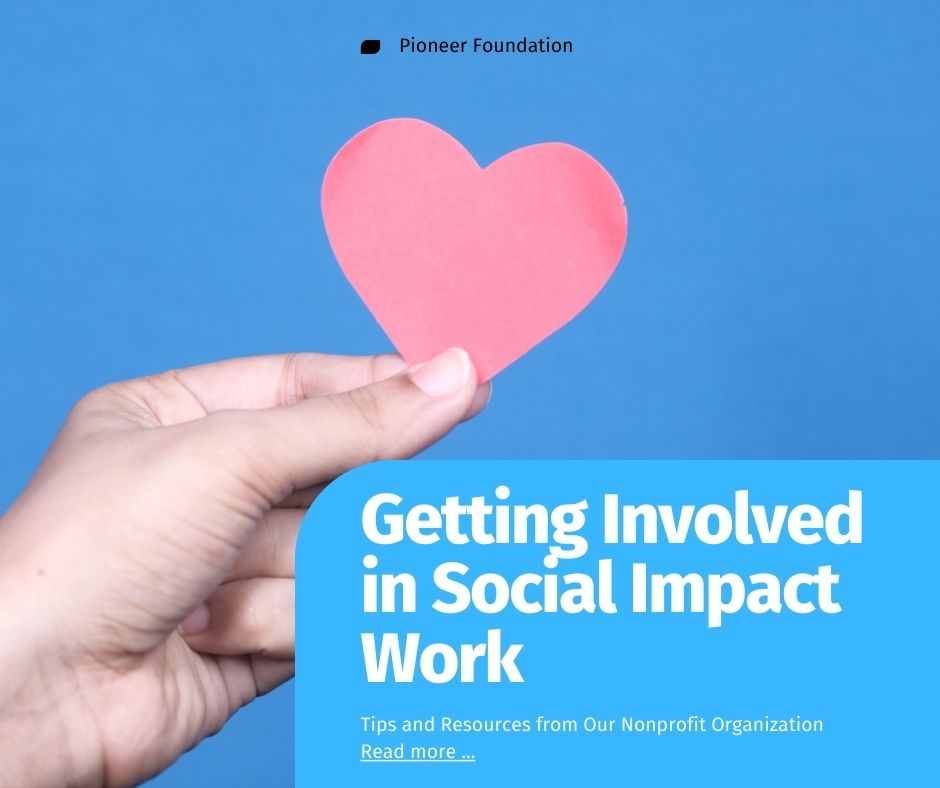 Pioneer Foundation
Getting Involved
in Social Impact
Work
Tips and Resources from Our Nonprofit Organization
Read more ...